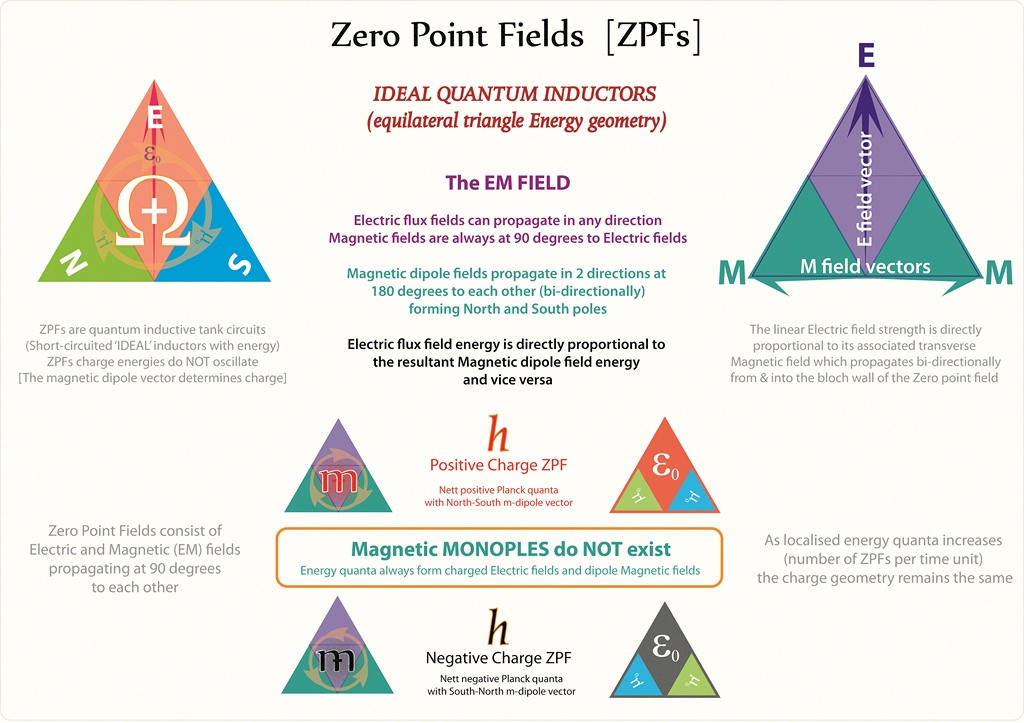 Zero Point Fields [ZPFs]
IDEAL QUANTUM INDUCTORS
(equilateral triangle Energy geometry)
E
ε0
Ω
+
N
S
The EM FIELD
Electric flux fields can propagate in any direction
Magnetic fields are always at 90 degrees to Electric fields
Magnetic dipole fields propagate in 2 directions at
180 degrees to each other (bi-directionally)
forming North and South poles
Electric flux field energy is directly proportional to
the resultant Magnetic dipole field energy
and vice versa
E
E field vector
M field vectors
M
M
ZPFs are quantum inductive tank circuits
(Short-circuited 'IDEAL' inductors with energy)
ZPFs charge energies do NOT oscillate
[The magnetic dipole vector determines charge]
The linear Electric field strength is directly
proportional to its associated transverse
Magnetic field which propagates bi-directionally
from & into the bloch wall of the Zero point field
m
h
Positive Charge ZPF
Nett positive Planck quanta
with North-South m-dipole vector
ε0
Zero Point Fields consist of
Electric and Magnetic (EM) fields
propagating at 90 degrees
to each other
Magnetic MONOPLES do NOT exist
Energy quanta always form charged Electric fields and dipole Magnetic fields
As localised energy quanta increases
(number of ZPFs per time unit)
the charge geometry remains the same
m
h
Negative Charge ZPF
Nett negative Planck quanta
with South-North m-dipole vector
ε0